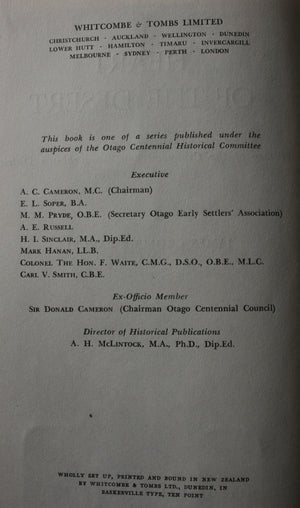 WHITCOMBE & TOMBS LIMITED
CHRISTCHURCH · AUCKLAND · WELLINGTON · DUNEDIN
LOWER HUTT · HAMILTON · TIMARU · INVERCARGILL
MELBOURNE · SYDNEY · PERTH · LONDON
This book is one of a series published under the
auspices of the Otago Centennial Historical Committee
Executive
A. C. CAMERON, M.C. (Chairman)
E. L. SOPER, B.A.
M. M. PRYDE, O.B.E. (Secretary Otago Early Settlers' Association)
A. E. RUSSELL
H. I. SINCLAIR, M.A., Dip.Ed.
MARK HANAN, LL.B.
COLONEL THE HON. F. WAITE, C.M.G., D.S.O., O.B.E., M.L.C.
CARL V. SMITH, C.B.E.
Ex-Officio Member
SIR DONALD CAMERON (Chairman Otago Centennial Council)
Director of Historical Publications
A. H. MCLINTOCK, M.A., Ph.D., Dip.Ed.
WHOLLY SET UP, PRINTED AND BOUND IN NEW ZEALAND
BY WHITCOMBE & TOMBS LTD., DUNEDIN, IN
BASKERVILLE TYPE, TEN POINT